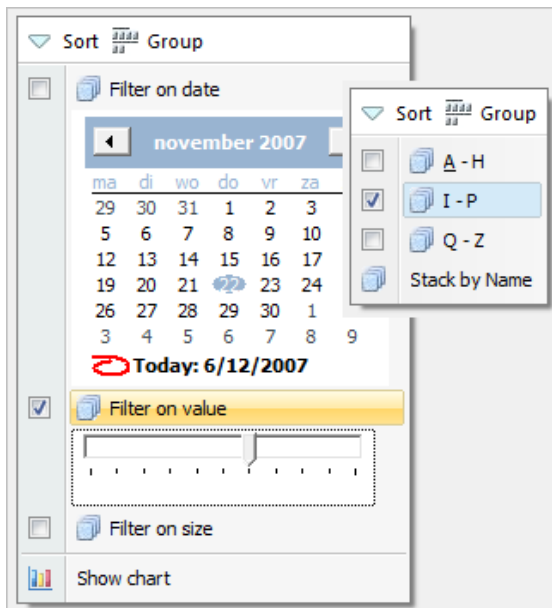 Sort Group
Filter on date
november 2007
ma di wo do vr za
29 30 31 1 2 3
5 6 7 8 9 10
12 13 14 15 16 17
19 20 21 22 23 24
26 27 28 29 30 1
3 4 5 6 7 8 9
Today: 6/12/2007
Filter on value
Filter on size
Show chart
Sort Group
A - H
I - P
Q - Z
Stack by Name